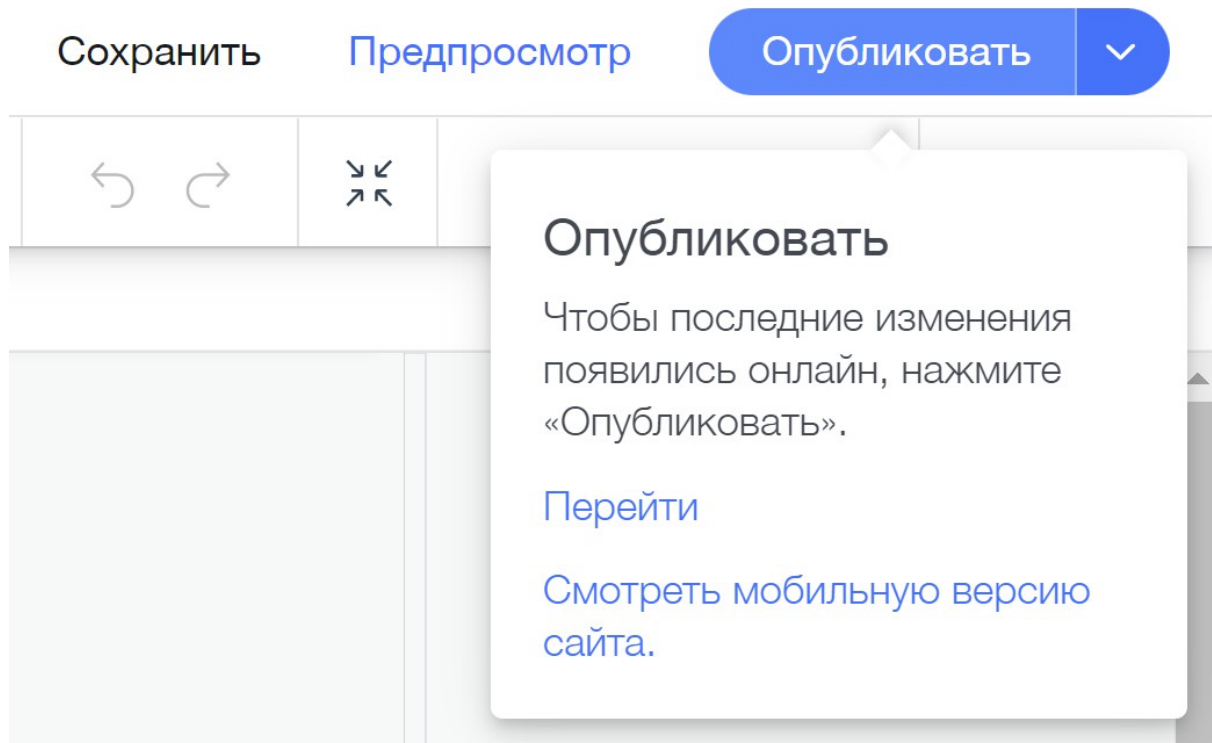 Сохранить Предпросмотр Опубликовать
Опубликовать
Чтобы последние изменения
появились онлайн, нажмите
«Опубликовать».
Перейти
Смотреть мобильную версию
сайта.